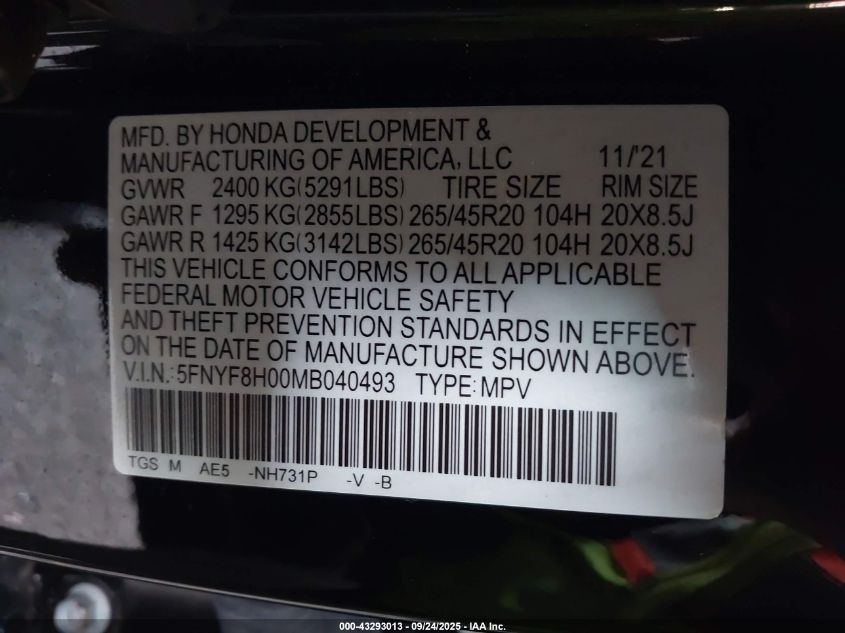 MFD. BY HONDA DEVELOPMENT &
MANUFACTURING OF AMERICA, LLC 11/'21
GVWR 2400 KG(5291LBS) TIRE SIZE RIM SIZE
GAWR F 1295 KG(2855LBS) 265/45R20 104H 20X8.5J
GAWR R 1425 KG(3142LBS) 265/45R20 104H 20X8.5J
THIS VEHICLE CONFORMS TO ALL APPLICABLE
FEDERAL MOTOR VEHICLE SAFETY
AND THEFT PREVENTION STANDARDS IN EFFECT
ON THE DATE OF MANUFACTURE SHOWN ABOVE.
V.I.N.: 5FNYF8H00MB040493 TYPE: MPV
TGS M AE5 -NH731P -V -B
000-43293013 - 09/24/2025 - IAA Inc.